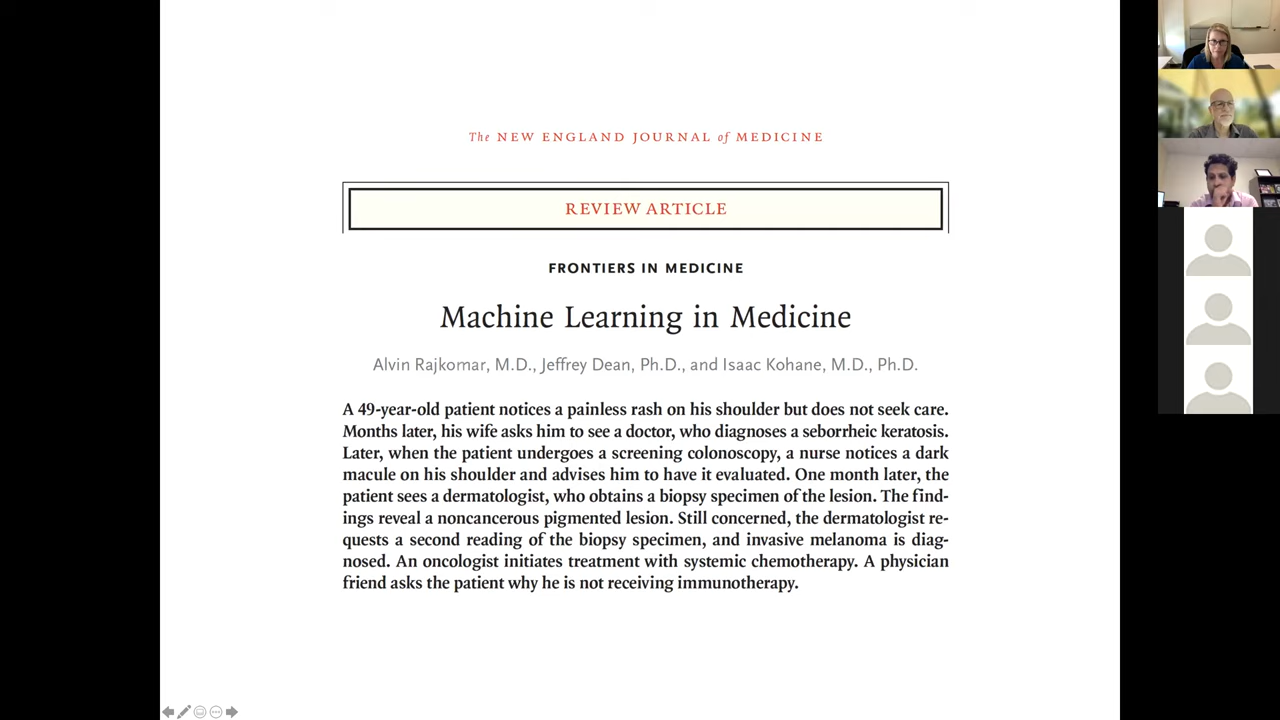 The NEW ENGLAND JOURNAL of MEDICINE
REVIEW ARTICLE
FRONTIERS IN MEDICINE
Machine Learning in Medicine
Alvin Rajkomar, M.D., Jeffrey Dean, Ph.D., and Isaac Kohane, M.D., Ph.D.
A 49-year-old patient notices a painless rash on his shoulder but does not seek care.
Months later, his wife asks him to see a doctor, who diagnoses a seborrheic keratosis.
Later, when the patient undergoes a screening colonoscopy, a nurse notices a dark
macule on his shoulder and advises him to have it evaluated. One month later, the
patient sees a dermatologist, who obtains a biopsy specimen of the lesion. The find-
ings reveal a noncancerous pigmented lesion. Still concerned, the dermatologist re-
quests a second reading of the biopsy specimen, and invasive melanoma is diag-
nosed. An oncologist initiates treatment with systemic chemotherapy. A physician
friend asks the patient why he is not receiving immunotherapy.